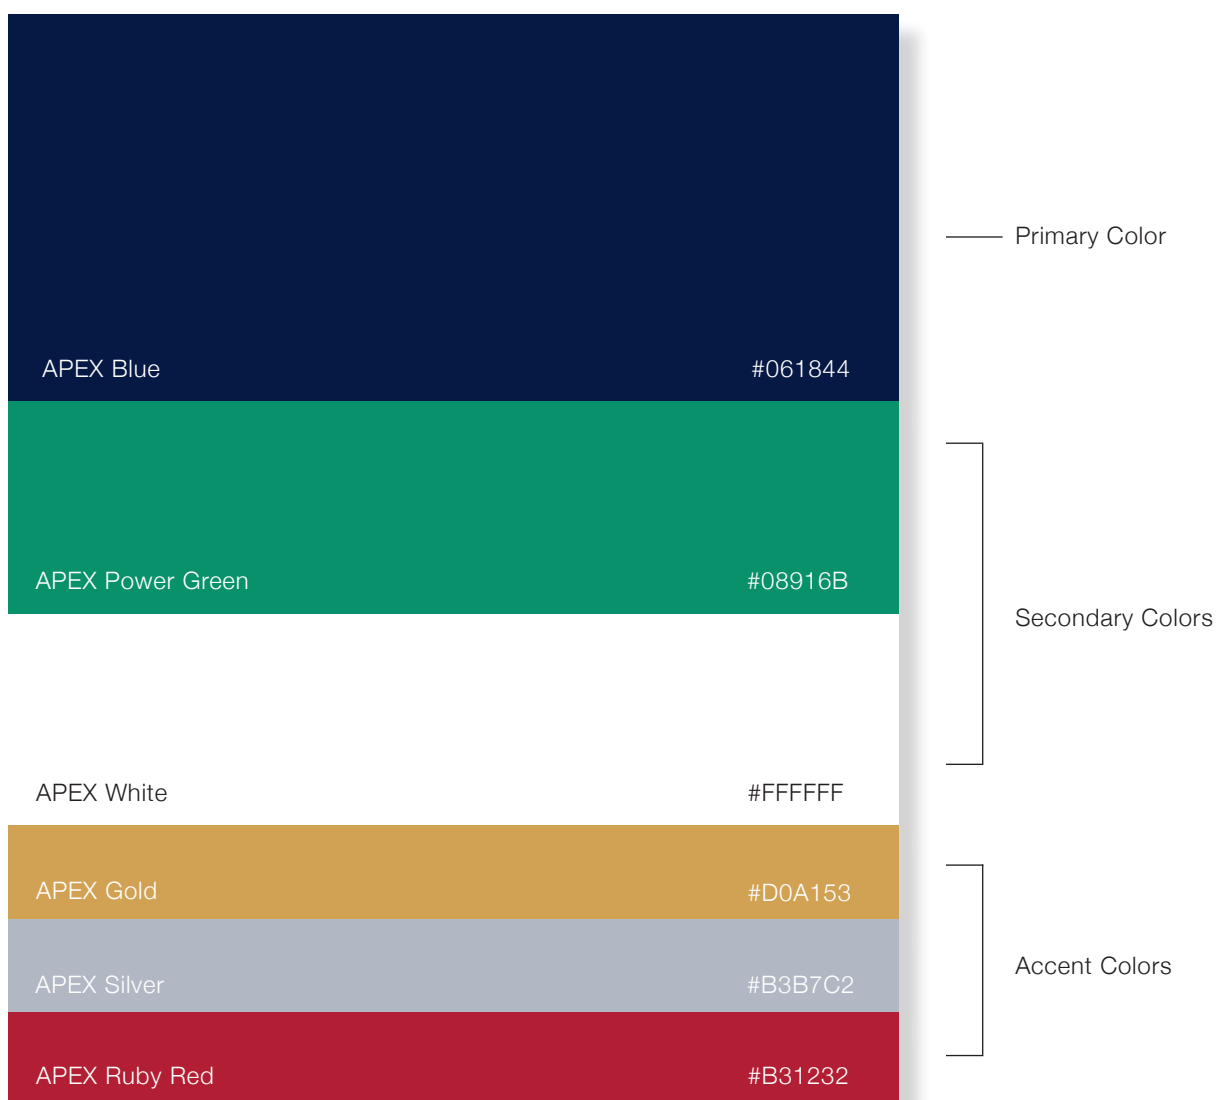 Primary Color
APEX Blue #061844
APEX Power Green #08916B
Secondary Colors
APEX White #FFFFFF
APEX Gold #D0A153
Accent Colors
APEX Silver #B3B7C2
APEX Ruby Red #B31232